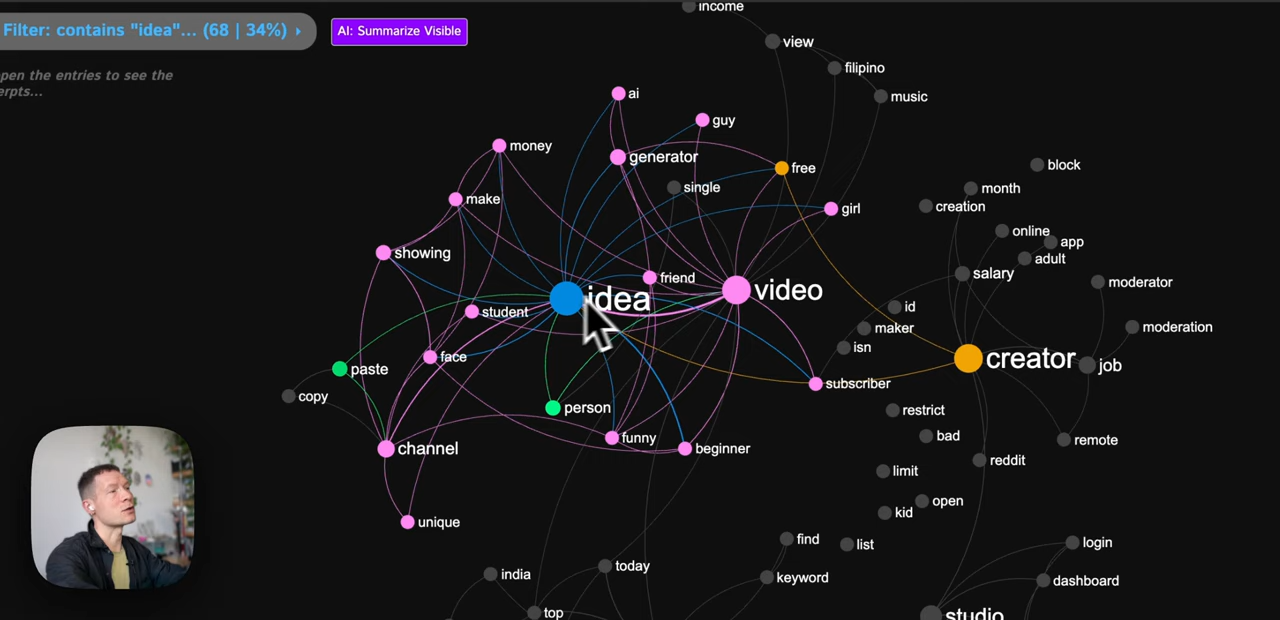 income
Filter: contains "idea"... (68 | 34%) ›
AI: Summarize Visible
view
filipino
pen the entries to see the
erpts...
ai
music
guy
money
generator
block
free
single
month
make
creation
girl
online
app
showing
adult
salary
friend
moderator
idea
video
id
student
maker
moderation
isn
face
creator
job
paste
subscriber
copy
person
restrict
funny
bad
remote
channel
beginner
reddit
limit
open
kid
unique
find
list
login
today
india
keyword
dashboard
top
studio